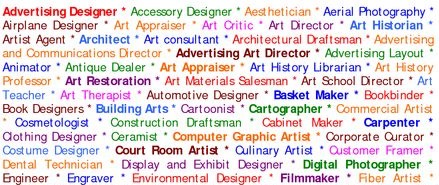 Advertising Designer * Accessory Designer * Aesthetician * Aerial Photography *
Airplane Designer * Art Appraiser * Art Critic * Art Director * Art Historian *
Artist Agent * Architect * Art consultant * Architectural Draftsman * Advertising
and Communications Director * Advertising Art Director * Advertising Layout *
Animator * Antique Dealer * Art Appraiser * Art History Librarian * Art History
Professor * Art Restoration * Art Materials Salesman * Art School Director * Art
Teacher * Art Therapist * Automotive Designer * Basket Maker * Bookbinder *
Book Designers * Building Arts * Cartoonist * Cartographer * Commercial Artist
* Cosmetologist * Construction Draftsman * Cabinet Maker * Carpenter *
Clothing Designer * Ceramist * Computer Graphic Artist * Corporate Curator *
Costume Designer * Court Room Artist * Culinary Artist * Customer Framer *
Dental Technician * Display and Exhibit Designer * Digital Photographer *
Engineer * Engraver * Environmental Designer * Filmmaker * Fiber Artist *